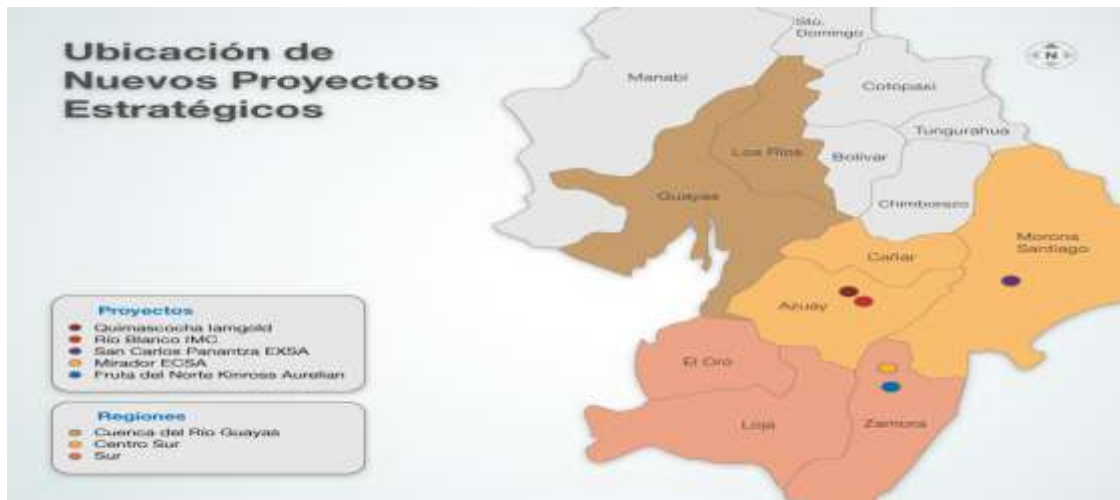 Ubicación de
Nuevos Proyectos
Estratégicos
Sto.
Domingo
N
Manabí
Cotopaxi
Tungurahua
Los Ríos
Bolívar
Guayas
Chimborazo
Morona
Santiago
Cañar
Azuay
El Oro
Loja
Zamora
Proyectos
Quimascocha Iamgold
Río Blanco IMC
San Carlos Panantza EXSA
Mirador ECSA
Fruta del Norte Kinross Aurelian
Regiones
Cuenca del Río Guayas
Centro Sur
Sur